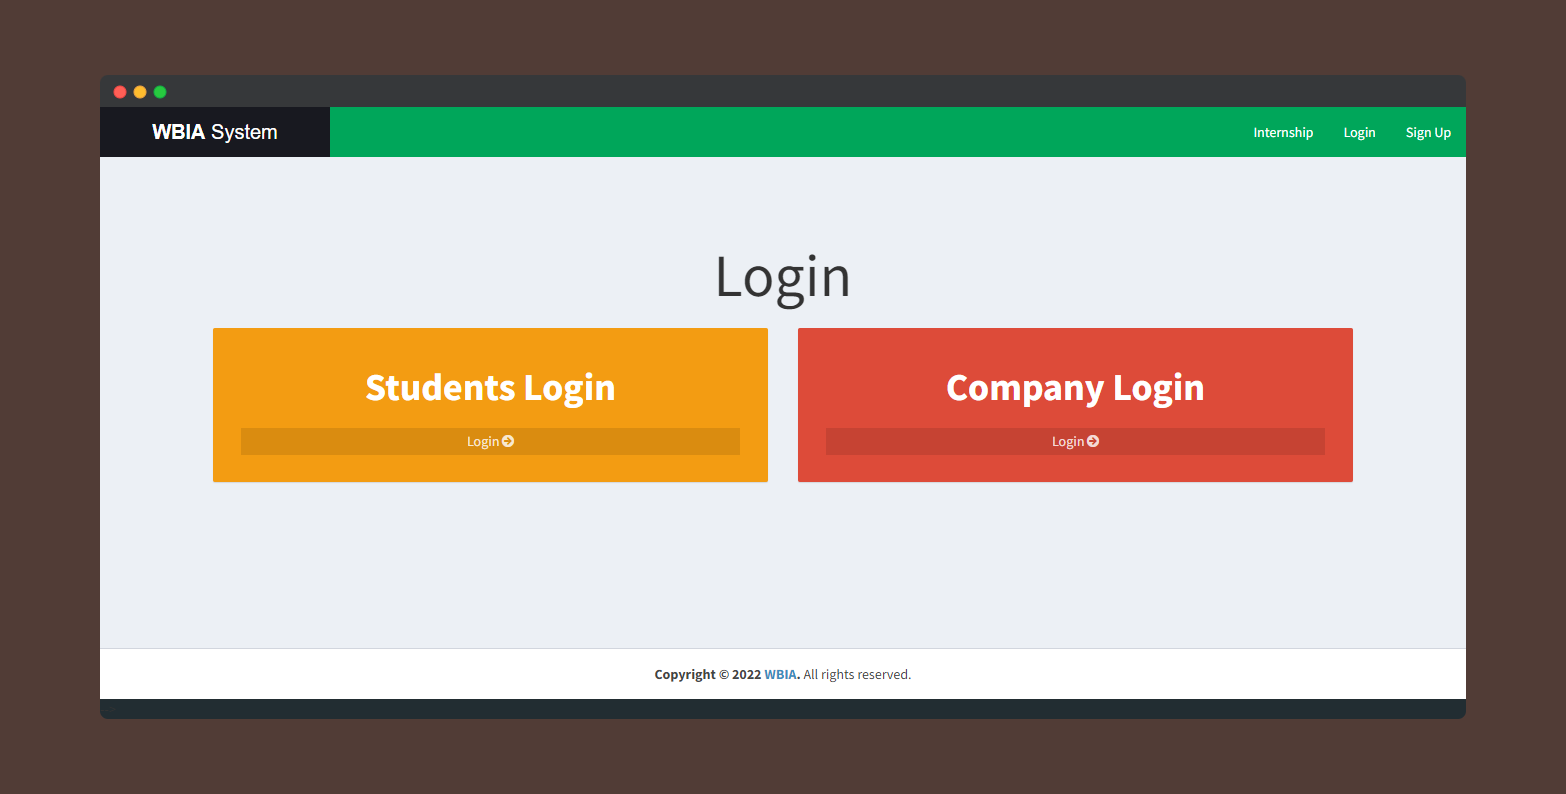 WBIA System
Internship Login Sign Up
Login
Students Login
Login
Company Login
Login
Copyright © 2022 WBIA. All rights reserved.